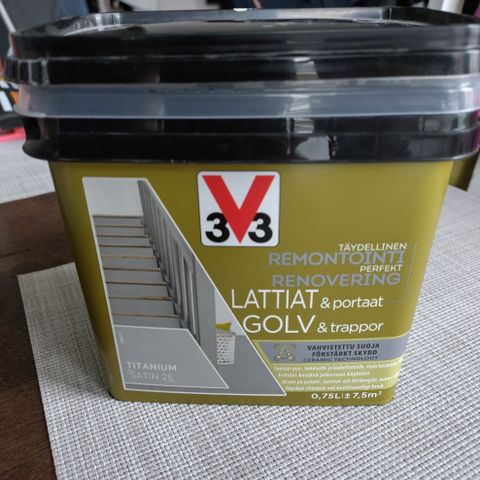 3V3
TÄYDELLINEN
REMONTOINTI
PERFEKT
RENOVERING
LATTIAT & portaat
GOLV & trappor
VAHVISTETTU SUOJA
FÖRSTÄRKT SKYDD
CERAMIC TECHNOLOGY
TITANIUM
SATIN 25
0,75L | ± 7,5m²